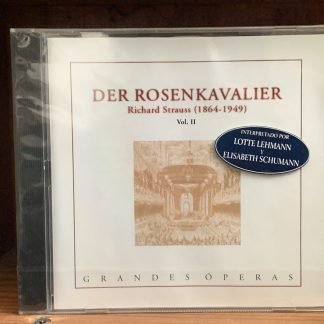 DER ROSENKAVALIER
Richard Strauss (1864-1949)
Vol. II
INTERPRETADO POR
LOTTE LEHMANN
Y
ELISABETH SCHUMANN
GRANDES ÓPERAS